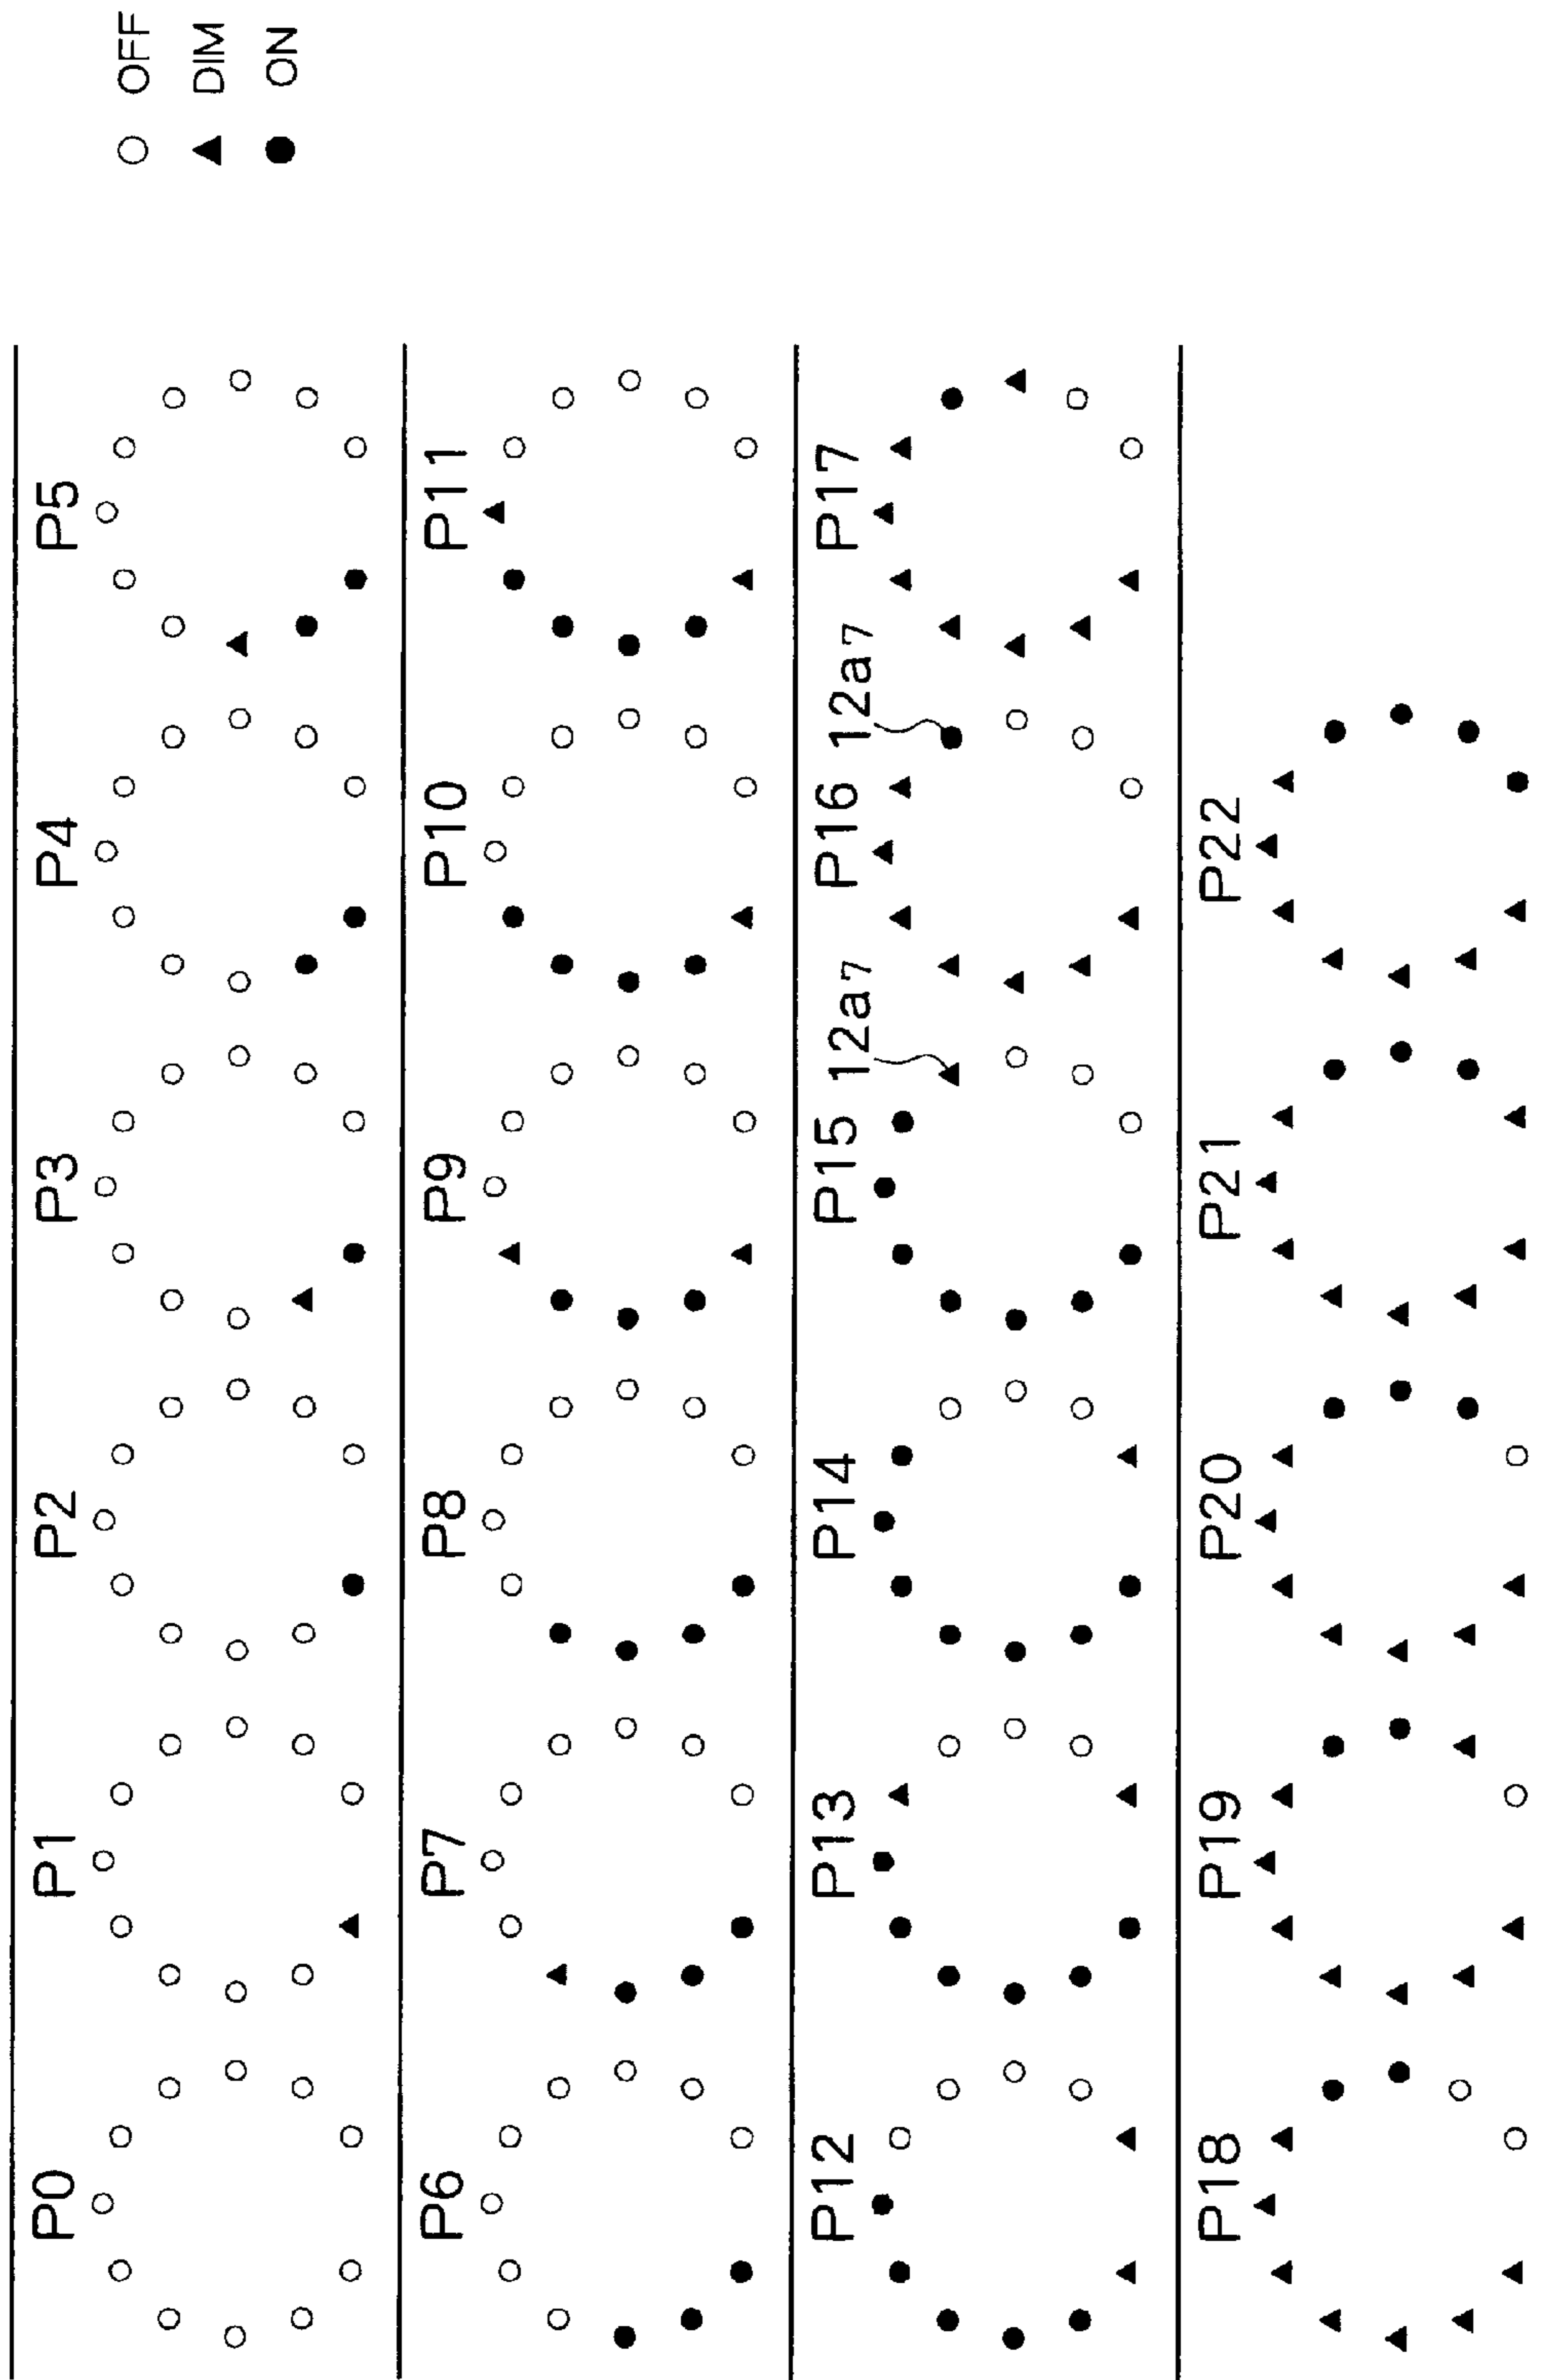 OFF
DIM
ON
P0 P1 P2 P3 P4 P5
P6 P7 P8 P9 P10 P11
P12 P13 P14 P15 12a7 P16 12a7 P17
P18 P19 P20 P21 P22